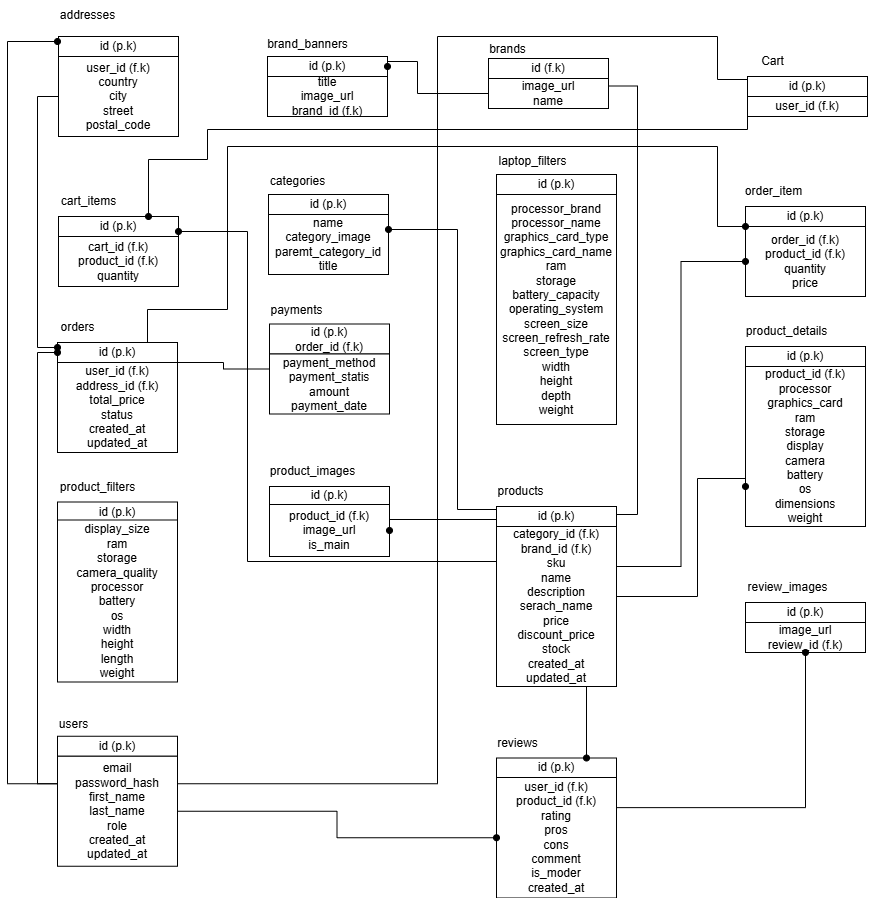 addresses
id (p.k)
user_id (f.k)
country
city
street
postal_code
brand_banners
id (p.k)
title
image_url
brand_id (f.k)
brands
id (f.k)
image_url
name
Cart
id (p.k)
user_id (f.k)
cart_items
id (p.k)
cart_id (f.k)
product_id (f.k)
quantity
categories
id (p.k)
name
category_image
paremt_category_id
title
laptop_filters
id (p.k)
processor_brand
processor_name
graphics_card_type
graphics_card_name
ram
storage
battery_capacity
operating_system
screen_size
screen_refresh_rate
screen_type
width
height
depth
weight
order_item
id (p.k)
order_id (f.k)
product_id (f.k)
quantity
price
orders
id (p.k)
user_id (f.k)
address_id (f.k)
total_price
status
created_at
updated_at
payments
id (p.k)
order_id (f.k)
payment_method
payment_statis
amount
payment_date
product_details
id (p.k)
product_id (f.k)
processor
graphics_card
ram
storage
display
camera
battery
os
dimensions
weight
product_filters
id (p.k)
display_size
ram
storage
camera_quality
processor
battery
os
width
height
length
weight
product_images
id (p.k)
product_id (f.k)
image_url
is_main
products
id (p.k)
category_id (f.k)
brand_id (f.k)
sku
name
description
serach_name
price
discount_price
stock
created_at
updated_at
review_images
id (p.k)
image_url
review_id (f.k)
users
id (p.k)
email
password_hash
first_name
last_name
role
created_at
updated_at
reviews
id (p.k)
user_id (f.k)
product_id (f.k)
rating
pros
cons
comment
is_moder
created_at